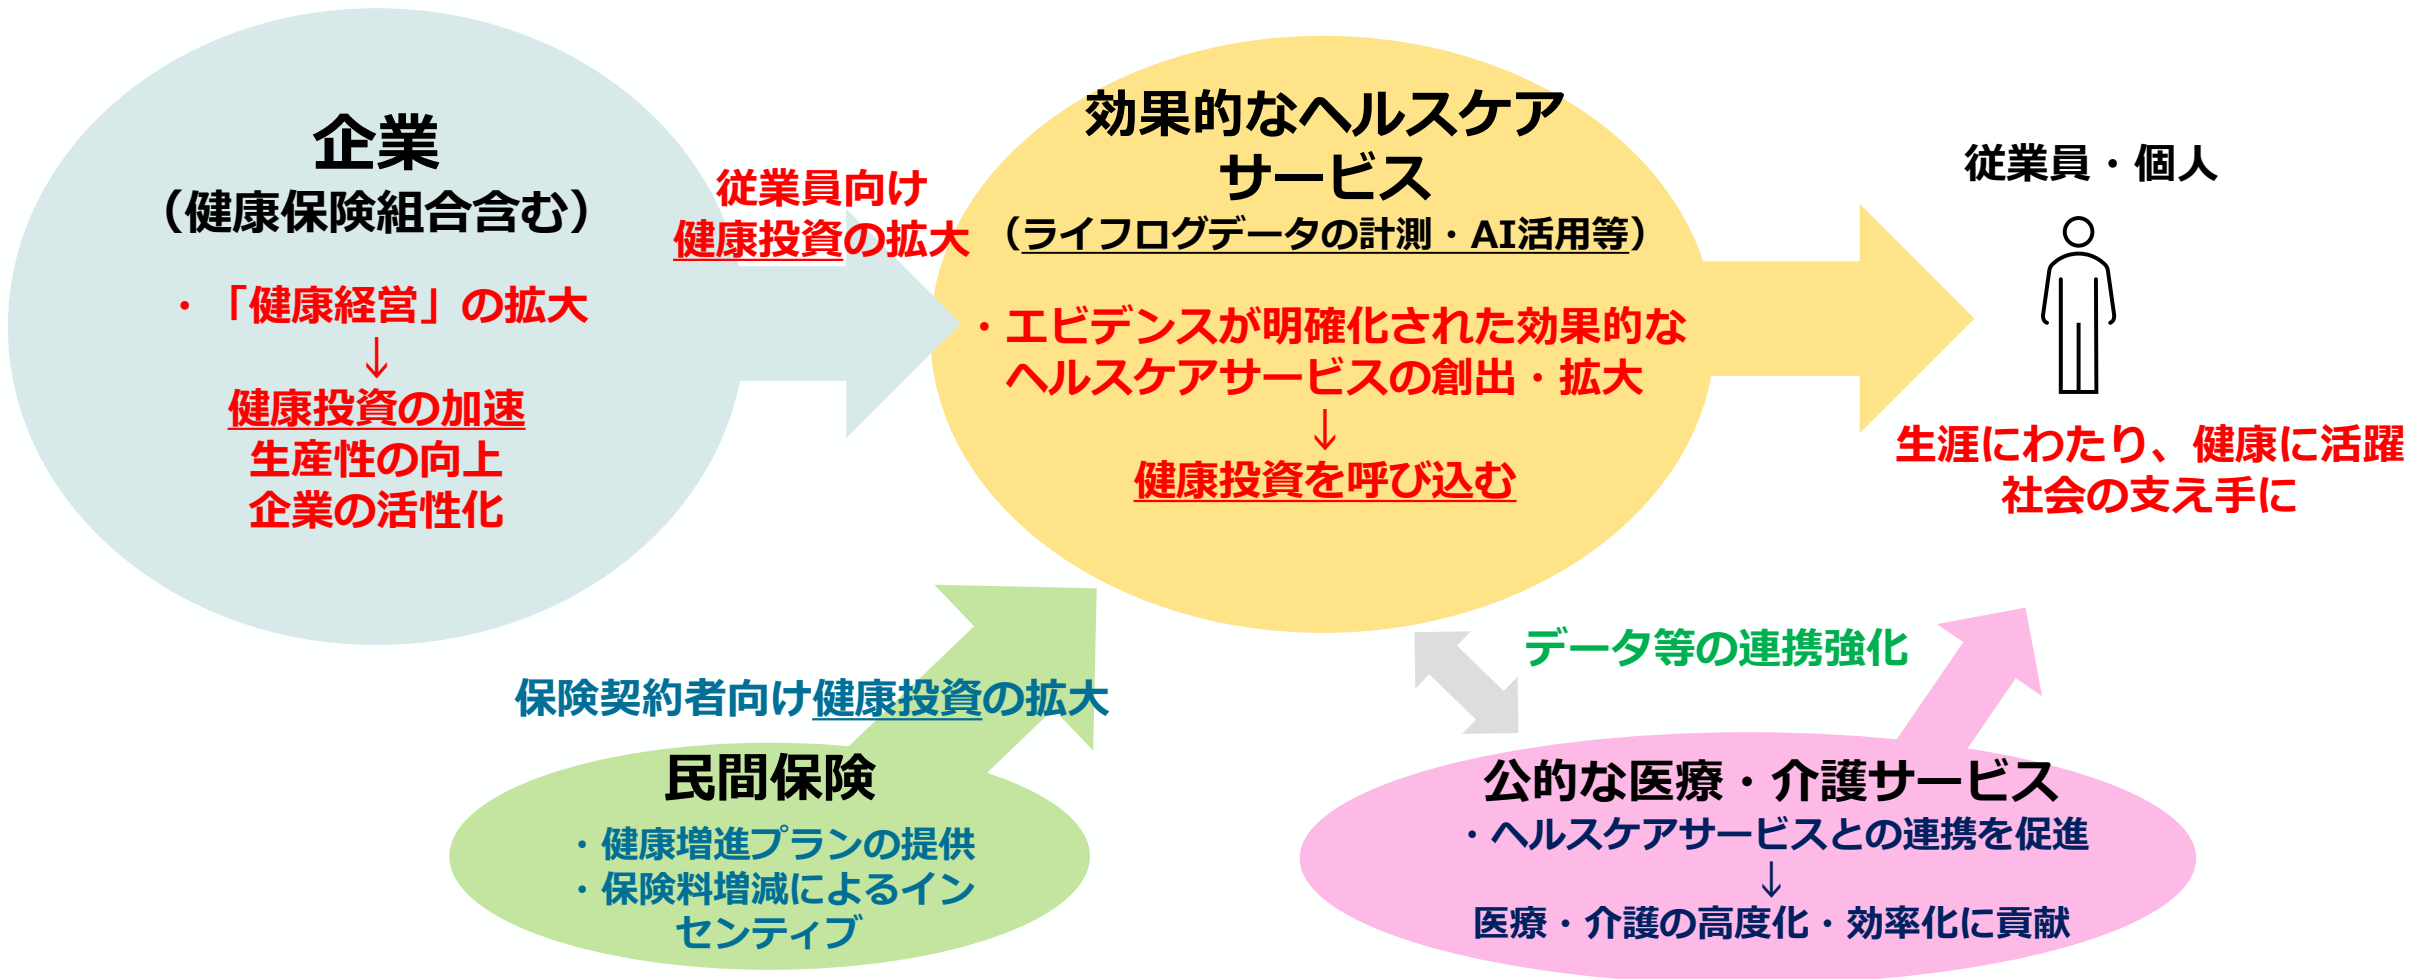 企業
（健康保険組合含む）
・「健康経営」の拡大
↓
健康投資の加速
生産性の向上
企業の活性化
従業員向け
健康投資の拡大
効果的なヘルスケア
サービス
（ライフログデータの計測・AI活用等）
・エビデンスが明確化された効果的な
ヘルスケアサービスの創出・拡大
↓
健康投資を呼び込む
従業員・個人
生涯にわたり、健康に活躍
社会の支え手に
保険契約者向け健康投資の拡大
民間保険
・健康増進プランの提供
・保険料増減によるイン
センティブ
データ等の連携強化
公的な医療・介護サービス
・ヘルスケアサービスとの連携を促進
↓
医療・介護の高度化・効率化に貢献